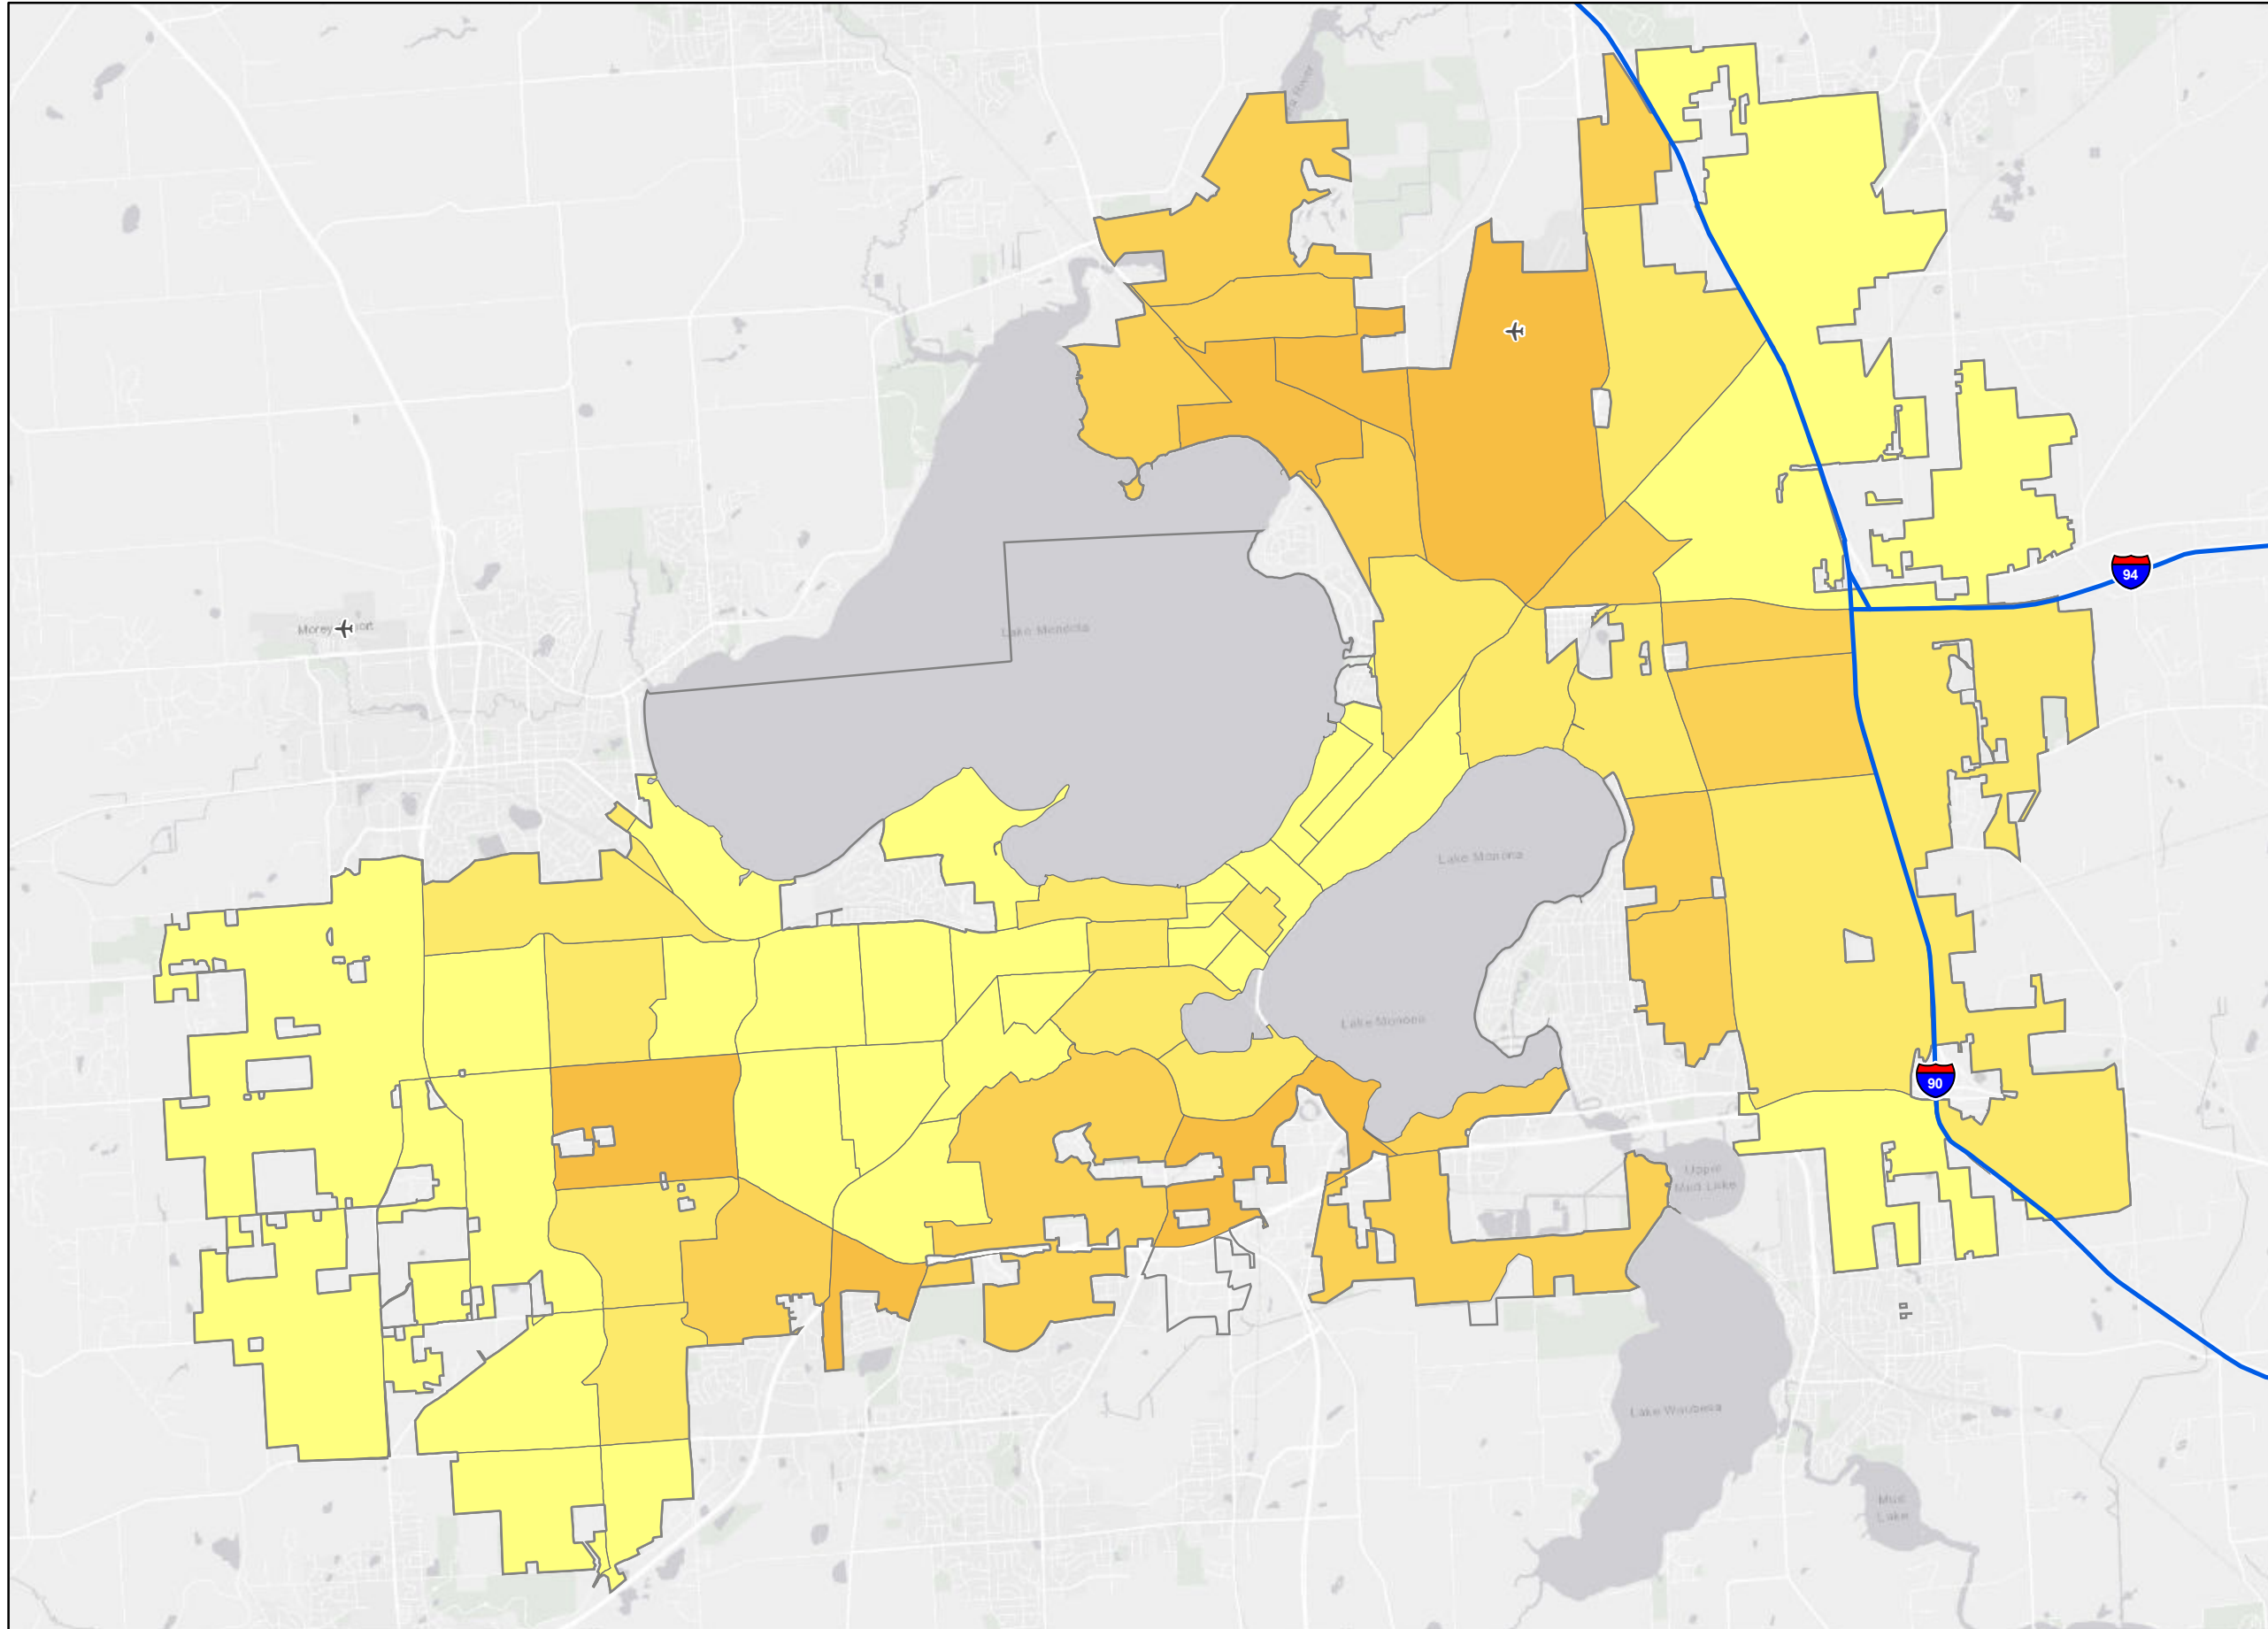 94
Lake Mendota
Lake Monona
Lake Monona
90
Upper
Mud Lake
Lake Waubesa
Mud
Lake